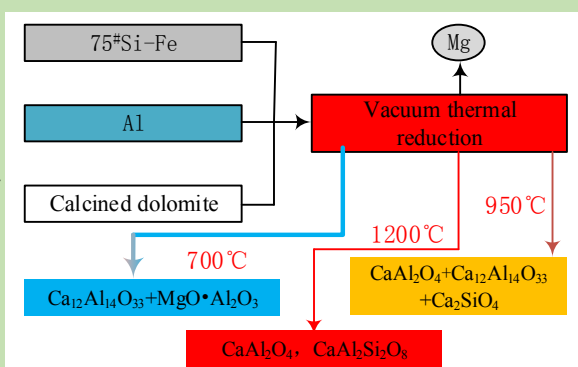 75#Si-Fe
Mg
Al
Vacuum thermal
reduction
Calcined dolomite
950℃
1200℃
700℃
Ca₁₂Al₁₄O₃₃+MgO•Al₂O₃
CaAl₂O₄+Ca₁₂Al₁₄O₃₃
+Ca₂SiO₄
CaAl₂O₄，CaAl₂Si₂O₈